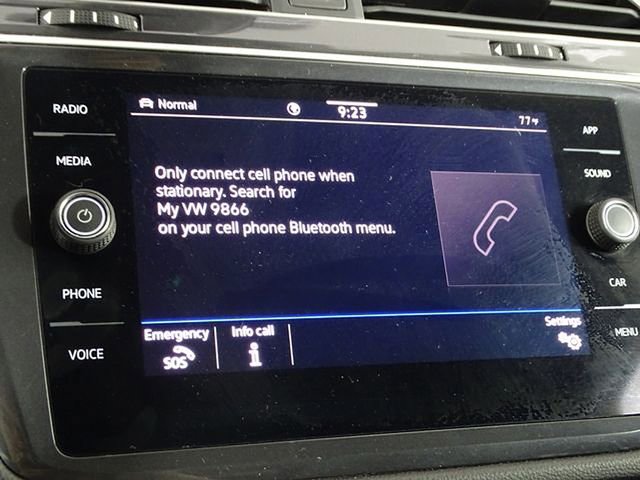 RADIO
MEDIA
PHONE
VOICE
Normal
9:23
77°F
Only connect cell phone when
stationary. Search for
My VW 9866
on your cell phone Bluetooth menu.
Emergency
SOS
Info call
i
Settings
APP
SOUND
CAR
MENU